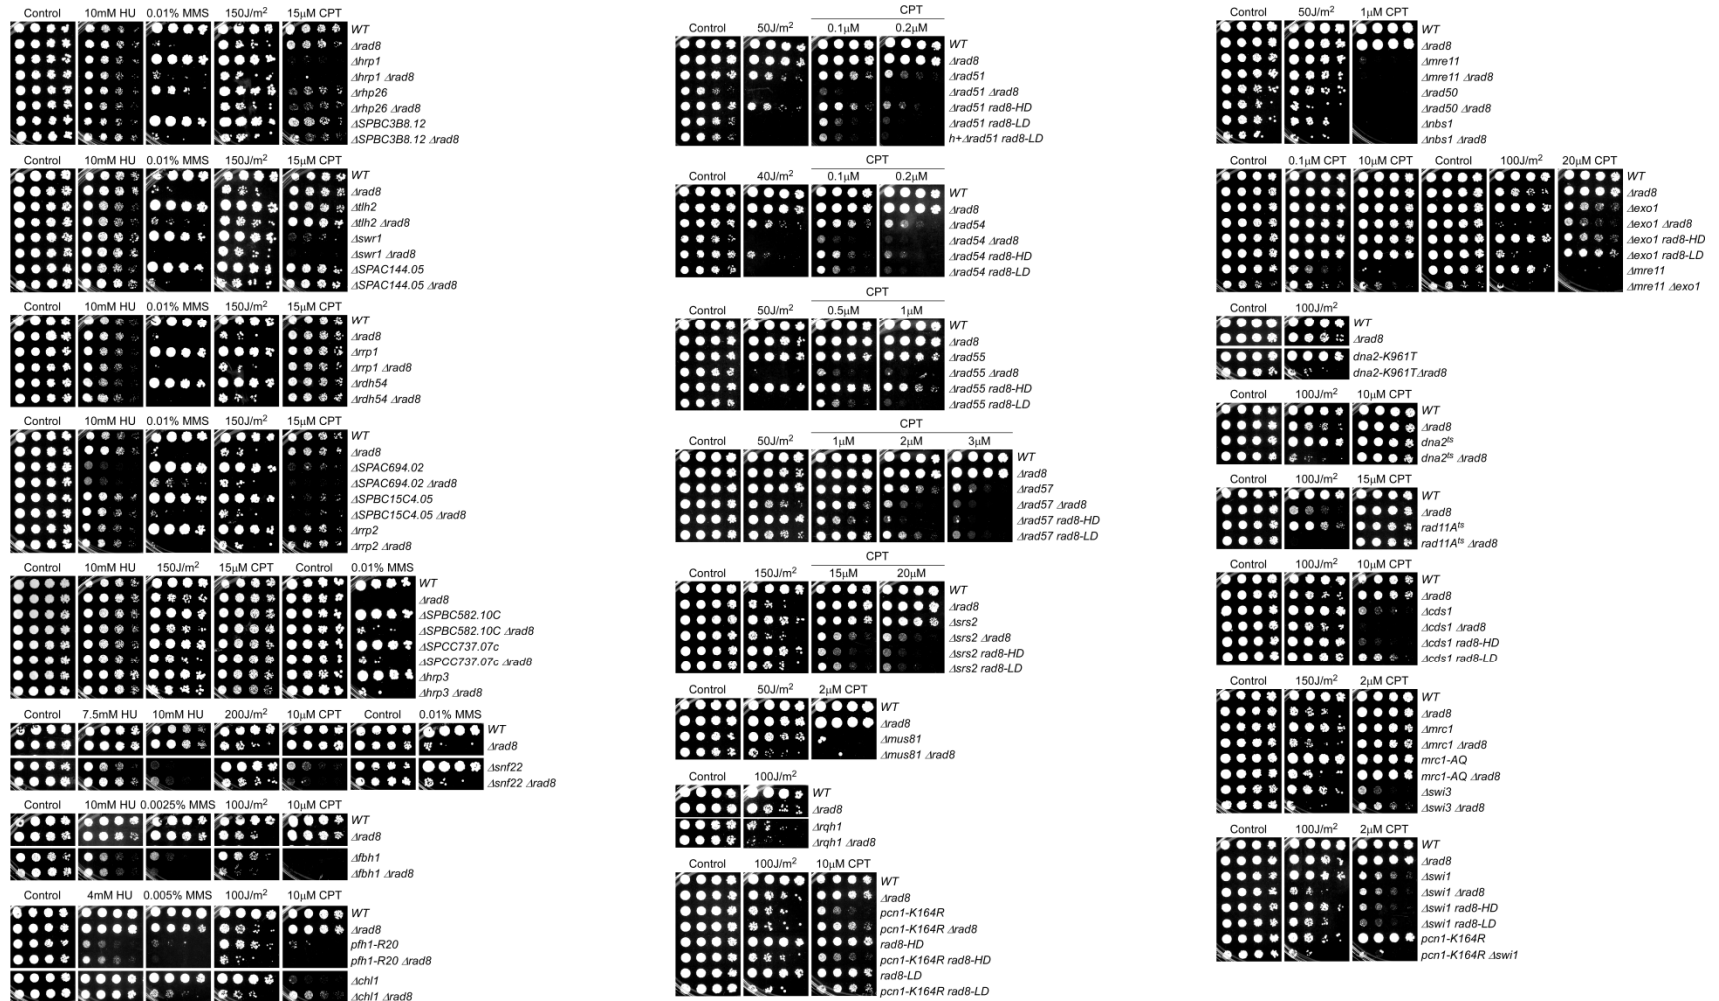 Control 10mM HU 0.01% MMS 150J/m² 15μM CPT
WT
Δrad8
Δhrp1
Δhrp1 Δrad8
Δrhp26
Δrhp26 Δrad8
ΔSPBC3B8.12
ΔSPBC3B8.12 Δrad8
Control 10mM HU 0.01% MMS 150J/m² 15μM CPT
WT
Δrad8
Δtlh2
Δtlh2 Δrad8
Δswr1
Δswr1 Δrad8
ΔSPAC144.05
ΔSPAC144.05 Δrad8
Control 10mM HU 0.01% MMS 150J/m² 15μM CPT
WT
Δrad8
Δrrp1
Δrrp1 Δrad8
Δrdh54
Δrdh54 Δrad8
Control 10mM HU 0.01% MMS 150J/m² 15μM CPT
WT
Δrad8
ΔSPAC694.02
ΔSPAC694.02 Δrad8
ΔSPBC15C4.05
ΔSPBC15C4.05 Δrad8
Δrrp2
Δrrp2 Δrad8
Control 10mM HU 150J/m² 15μM CPT Control 0.01% MMS
WT
Δrad8
ΔSPBC582.10C
ΔSPBC582.10C Δrad8
ΔSPCC737.07c
ΔSPCC737.07c Δrad8
Δhrp3
Δhrp3 Δrad8
Control 7.5mM HU 10mM HU 200J/m² 10μM CPT Control 0.01% MMS
WT
Δrad8
Δsnf22
Δsnf22 Δrad8
Control 10mM HU 0.0025% MMS 100J/m² 10μM CPT
WT
Δrad8
Δfbh1
Δfbh1 Δrad8
Control 4mM HU 0.005% MMS 100J/m² 10μM CPT
WT
Δrad8
pfh1-R20
pfh1-R20 Δrad8
Δchl1
Δchl1 Δrad8
CPT
Control 50J/m² 0.1μM 0.2μM
WT
Δrad8
Δrad51
Δrad51 Δrad8
Δrad51 rad8-HD
Δrad51 rad8-LD
h+Δrad51 rad8-LD
CPT
Control 40J/m² 0.1μM 0.2μM
WT
Δrad8
Δrad54
Δrad54 Δrad8
Δrad54 rad8-HD
Δrad54 rad8-LD
CPT
Control 50J/m² 0.5μM 1μM
WT
Δrad8
Δrad55
Δrad55 Δrad8
Δrad55 rad8-HD
Δrad55 rad8-LD
CPT
Control 50J/m² 1μM 2μM 3μM
WT
Δrad8
Δrad57
Δrad57 Δrad8
Δrad57 rad8-HD
Δrad57 rad8-LD
CPT
Control 150J/m² 15μM 20μM
WT
Δrad8
Δsrs2
Δsrs2 Δrad8
Δsrs2 rad8-HD
Δsrs2 rad8-LD
Control 50J/m² 2μM CPT
WT
Δrad8
Δmus81
Δmus81 Δrad8
Control 100J/m²
WT
Δrad8
Δrqh1
Δrqh1 Δrad8
Control 100J/m² 10μM CPT
WT
Δrad8
pcn1-K164R
pcn1-K164R Δrad8
rad8-HD
pcn1-K164R rad8-HD
rad8-LD
pcn1-K164R rad8-LD
Control 50J/m² 1μM CPT
WT
Δrad8
Δmre11
Δmre11 Δrad8
Δrad50
Δrad50 Δrad8
Δnbs1
Δnbs1 Δrad8
Control 0.1μM CPT 10μM CPT Control 100J/m² 20μM CPT
WT
Δrad8
Δexo1
Δexo1 Δrad8
Δexo1 rad8-HD
Δexo1 rad8-LD
Δmre11
Δmre11 Δexo1
Control 100J/m²
WT
Δrad8
dna2-K961T
dna2-K961TΔrad8
Control 100J/m² 10μM CPT
WT
Δrad8
dna2ᵗˢ
dna2ᵗˢ Δrad8
Control 100J/m² 15μM CPT
WT
Δrad8
rad11Aᵗˢ
rad11Aᵗˢ Δrad8
Control 100J/m² 10μM CPT
WT
Δrad8
Δcds1
Δcds1 Δrad8
Δcds1 rad8-HD
Δcds1 rad8-LD
Control 150J/m² 2μM CPT
WT
Δrad8
Δmrc1
Δmrc1 Δrad8
mrc1-AQ
mrc1-AQ Δrad8
Δswi3
Δswi3 Δrad8
Control 100J/m² 2μM CPT
WT
Δrad8
Δswi1
Δswi1 Δrad8
Δswi1 rad8-HD
Δswi1 rad8-LD
pcn1-K164R
pcn1-K164R Δswi1